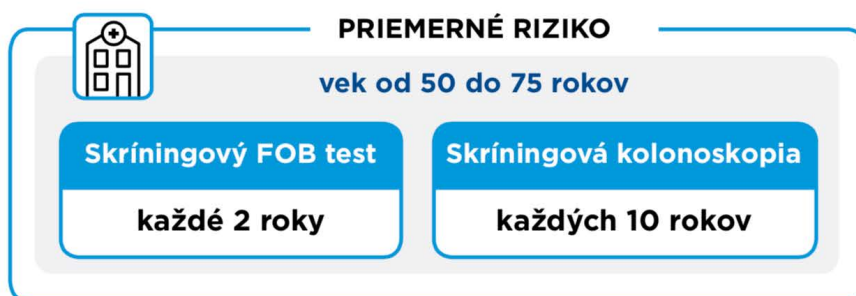 PRIEMERNÉ RIZIKO
vek od 50 do 75 rokov
Skríningový FOB test
každé 2 roky
Skríningová kolonoskopia
každých 10 rokov